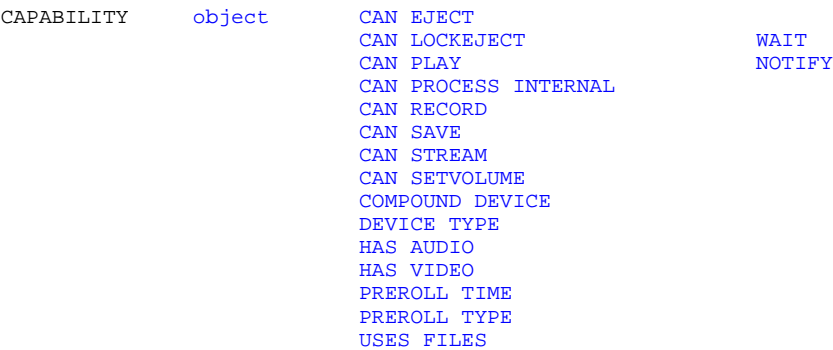 CAPABILITY object CAN EJECT
CAN LOCKEJECT WAIT
CAN PLAY NOTIFY
CAN PROCESS INTERNAL
CAN RECORD
CAN SAVE
CAN STREAM
CAN SETVOLUME
COMPOUND DEVICE
DEVICE TYPE
HAS AUDIO
HAS VIDEO
PREROLL TIME
PREROLL TYPE
USES FILES